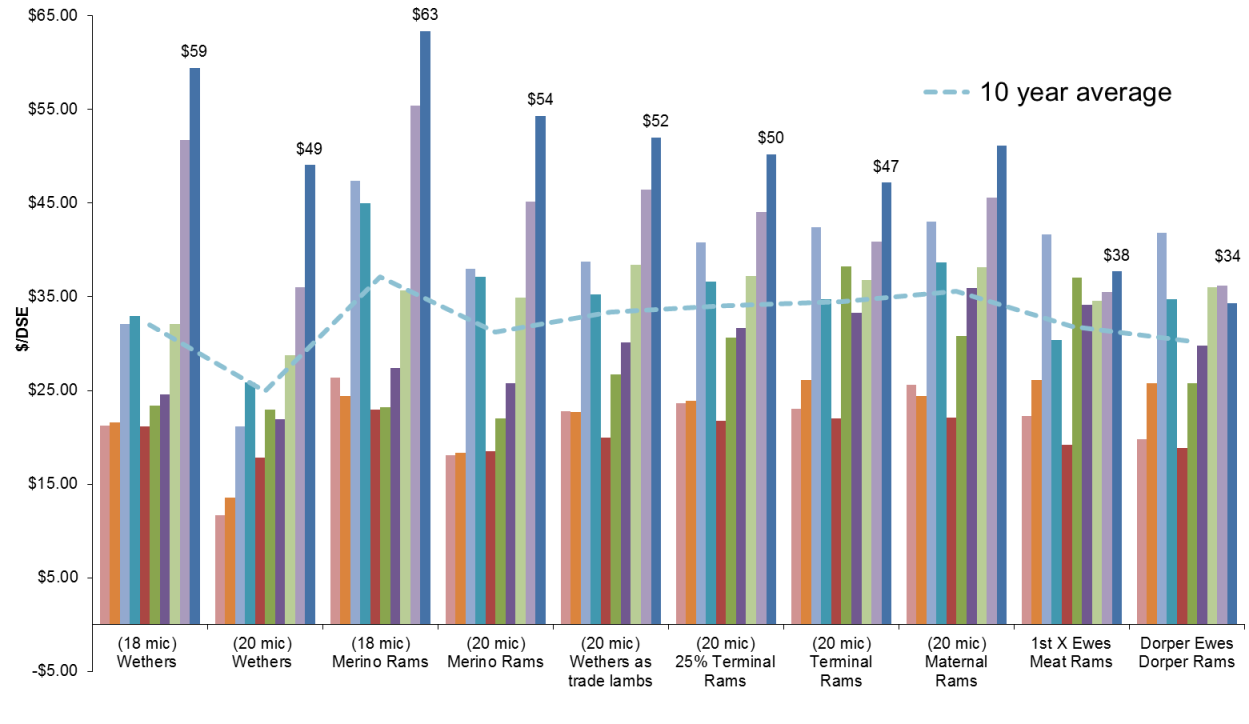 $65.00
$55.00
$45.00
$35.00
$25.00
$15.00
$5.00
-$5.00
$/DSE
$59
$49
$63
$54
$52
$50
$47
$38
$34
10 year average
(18 mic)
Wethers
(20 mic)
Wethers
(18 mic)
Merino Rams
(20 mic)
Merino Rams
(20 mic)
Wethers as
trade lambs
(20 mic)
25% Terminal
Rams
(20 mic)
Terminal
Rams
(20 mic)
Maternal
Rams
1st X Ewes
Meat Rams
Dorper Ewes
Dorper Rams